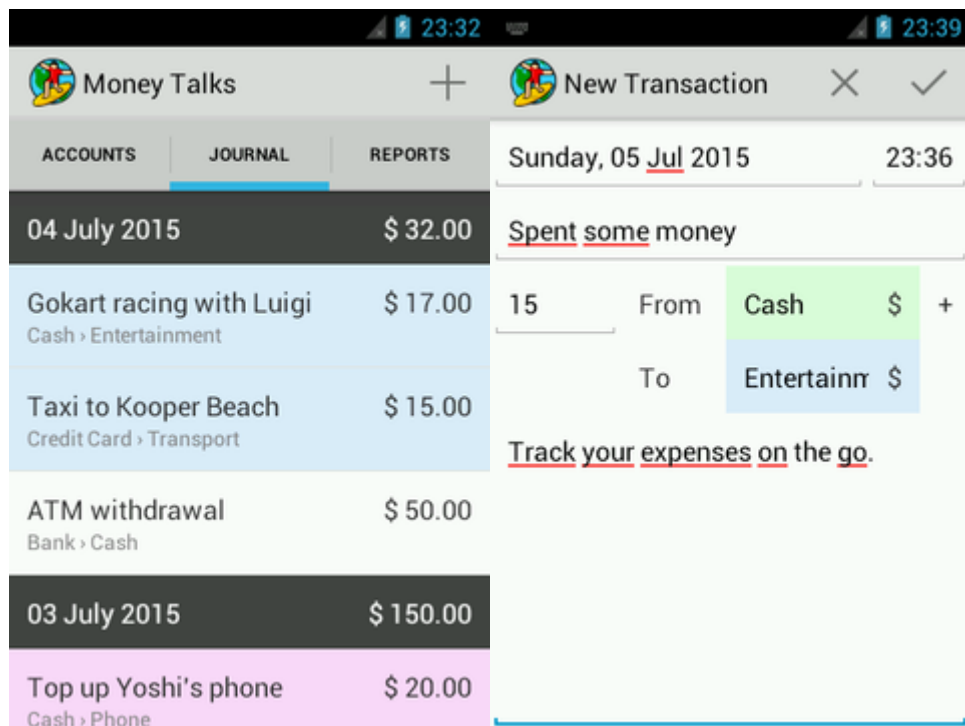 23:32
Money Talks +
ACCOUNTS JOURNAL REPORTS
04 July 2015 $ 32.00
Gokart racing with Luigi $ 17.00
Cash › Entertainment
Taxi to Kooper Beach $ 15.00
Credit Card › Transport
ATM withdrawal $ 50.00
Bank › Cash
03 July 2015 $ 150.00
Top up Yoshi's phone $ 20.00
Cash › Phone
23:39
New Transaction
Sunday, 05 Jul 2015 23:36
Spent some money
15 From Cash $ +
To Entertainm $
Track your expenses on the go.